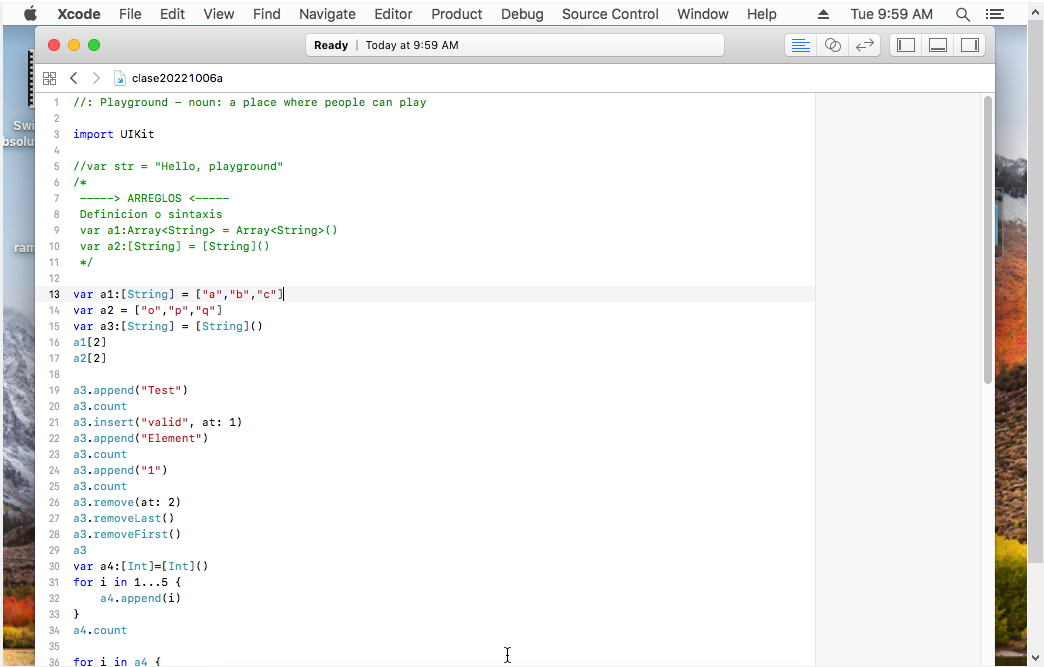 Xcode File Edit View Find Navigate Editor Product Debug Source Control Window Help Tue 9:59 AM
Ready | Today at 9:59 AM
clase20221006a
1 //: Playground – noun: a place where people can play
2
3 import UIKit
4
5 //var str = "Hello, playground"
6 /*
7 -----> ARREGLOS <-----
8 Definicion o sintaxis
9 var a1:Array<String> = Array<String>()
10 var a2:[String] = [String]()
11 */
12
13 var a1:[String] = ["a","b","c"]
14 var a2 = ["o","p","q"]
15 var a3:[String] = [String]()
16 a1[2]
17 a2[2]
18
19 a3.append("Test")
20 a3.count
21 a3.insert("valid", at: 1)
22 a3.append("Element")
23 a3.count
24 a3.append("1")
25 a3.count
26 a3.remove(at: 2)
27 a3.removeLast()
28 a3.removeFirst()
29 a3
30 var a4:[Int]=[Int]()
31 for i in 1...5 {
32 a4.append(i)
33 }
34 a4.count
35
36 for i in a4 {
Swi
bsolu
ram